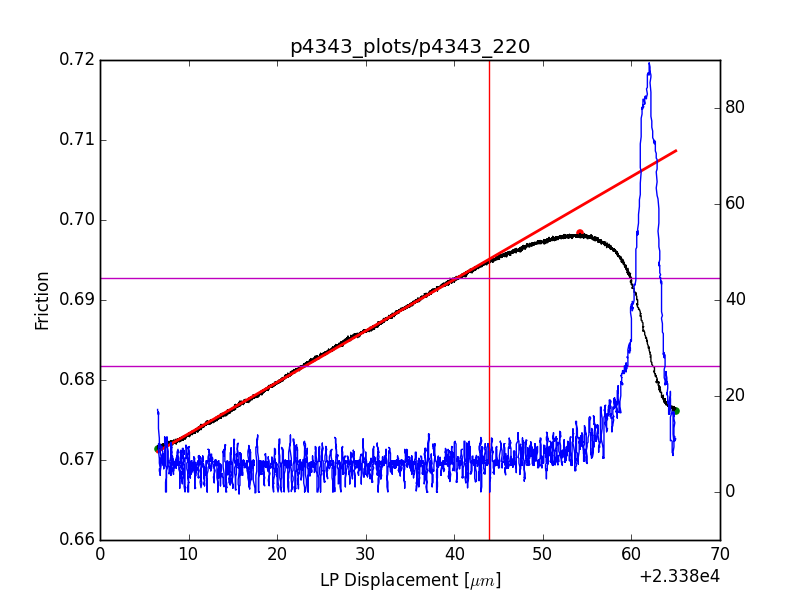 p4343_plots/p4343_220
0.72
0.71
0.70
0.69
0.68
0.67
0.66
Friction
80
60
40
20
0
0 10 20 30 40 50 60 70
LP Displacement [μm]
+2.338e4